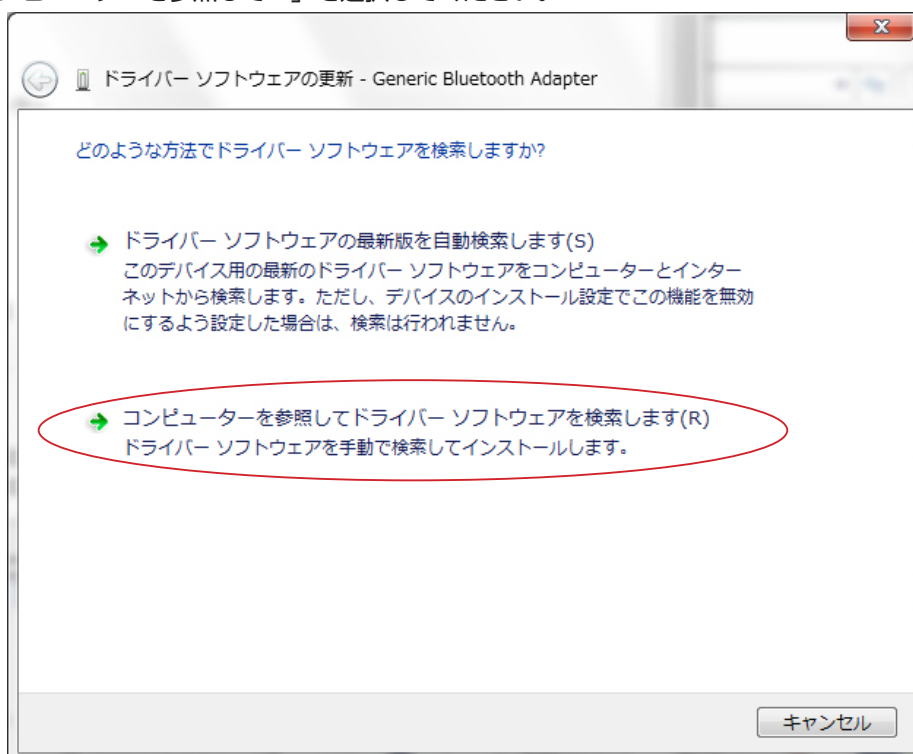 ドライバー ソフトウェアの更新 - Generic Bluetooth Adapter
どのような方法でドライバー ソフトウェアを検索しますか?
ドライバー ソフトウェアの最新版を自動検索します(S)
このデバイス用の最新のドライバー ソフトウェアをコンピューターとインター
ネットから検索します。ただし、デバイスのインストール設定でこの機能を無効
にするよう設定した場合は、検索は行われません。
コンピューターを参照してドライバー ソフトウェアを検索します(R)
ドライバー ソフトウェアを手動で検索してインストールします。
キャンセル